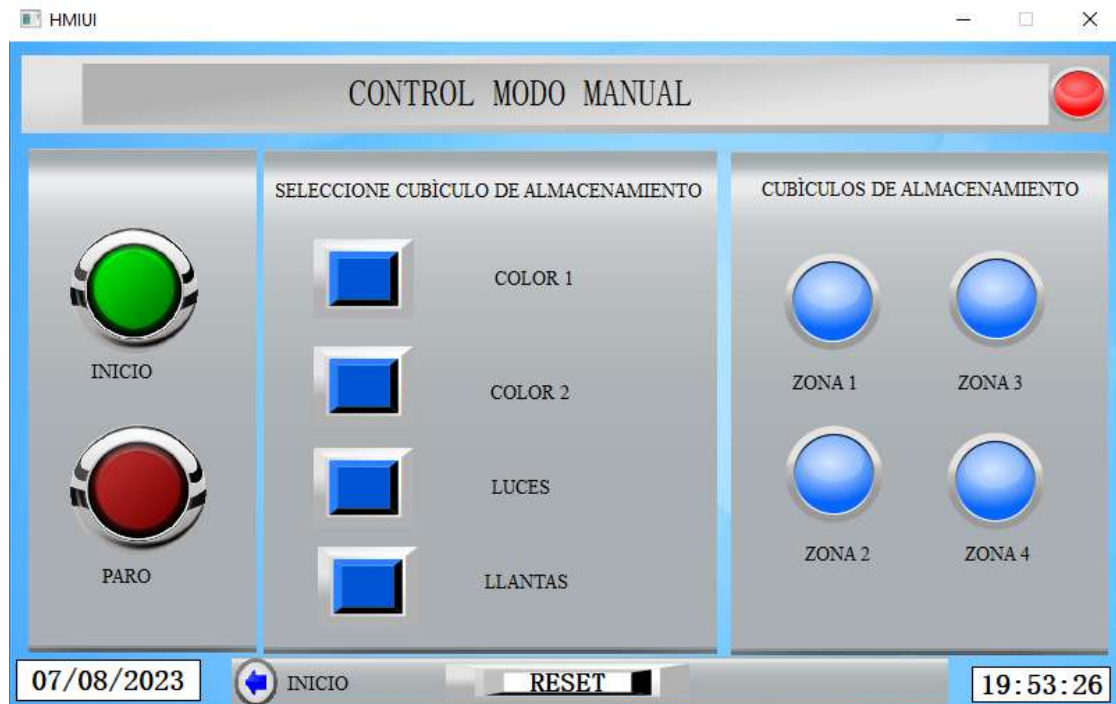 HMIUI
CONTROL MODO MANUAL
INICIO
PARO
SELECCIONE CUBÌCULO DE ALMACENAMIENTO
COLOR 1
COLOR 2
LUCES
LLANTAS
CUBÌCULOS DE ALMACENAMIENTO
ZONA 1
ZONA 3
ZONA 2
ZONA 4
07/08/2023
INICIO
RESET
19:53:26